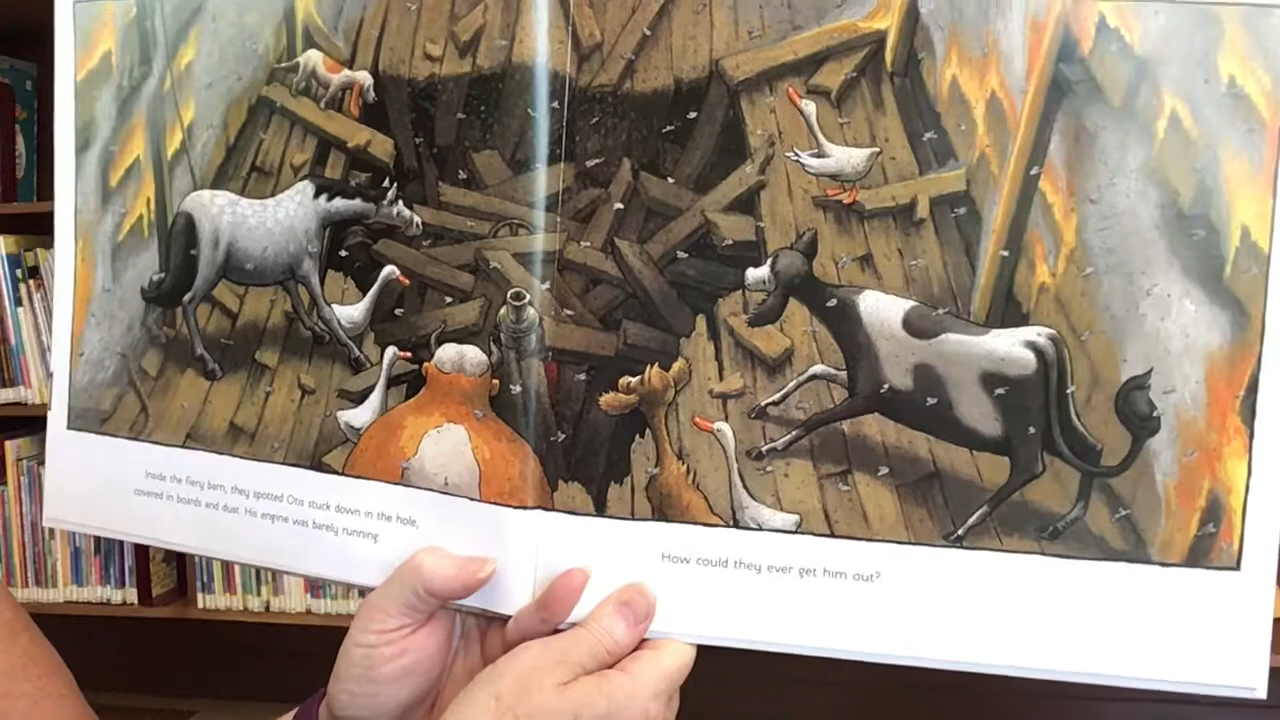 Inside the fiery barn, they spotted Otis stuck down in the hole,
covered in boards and dust. His engine was barely running.
How could they ever get him out?